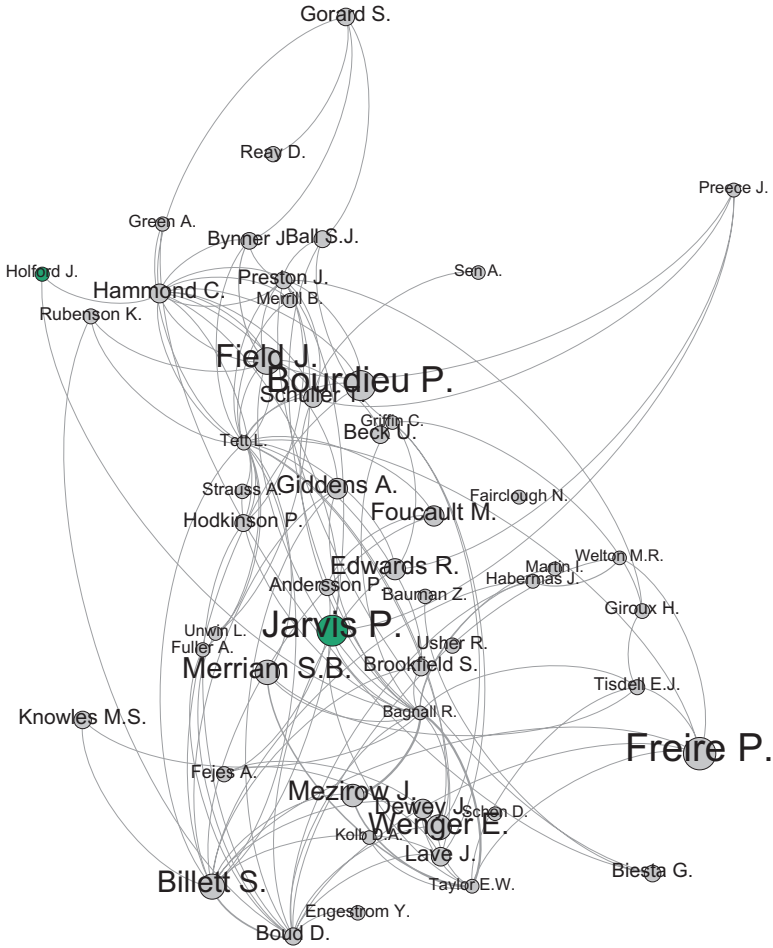 Gorard S.
Reay D.
Preece J.
Green A.
Bynner J.
Ball S.J.
Holford J.
Sen A.
Preston J.
Hammond C.
Merrill B.
Rubenson K.
Field J.
Bourdieu P.
Schuller T.
Griffin C.
Beck U.
Tett L.
Strauss A.
Giddens A.
Fairclough N.
Foucault M.
Hodkinson P.
Welton M.R.
Edwards R.
Martin I.
Habermas J.
Andersson P
Bauman Z.
Giroux H.
Jarvis P.
Unwin L.
Usher R.
Fuller A.
Merriam S.B.
Brookfield S.
Tisdell E.J.
Bagnall R.
Knowles M.S.
Freire P.
Fejes A.
Mezirow J.
Dewey J.
Schon D.
Wenger E.
Kolb D.A.
Lave J.
Biesta G.
Billett S.
Taylor E.W.
Engestrom Y.
Boud D.